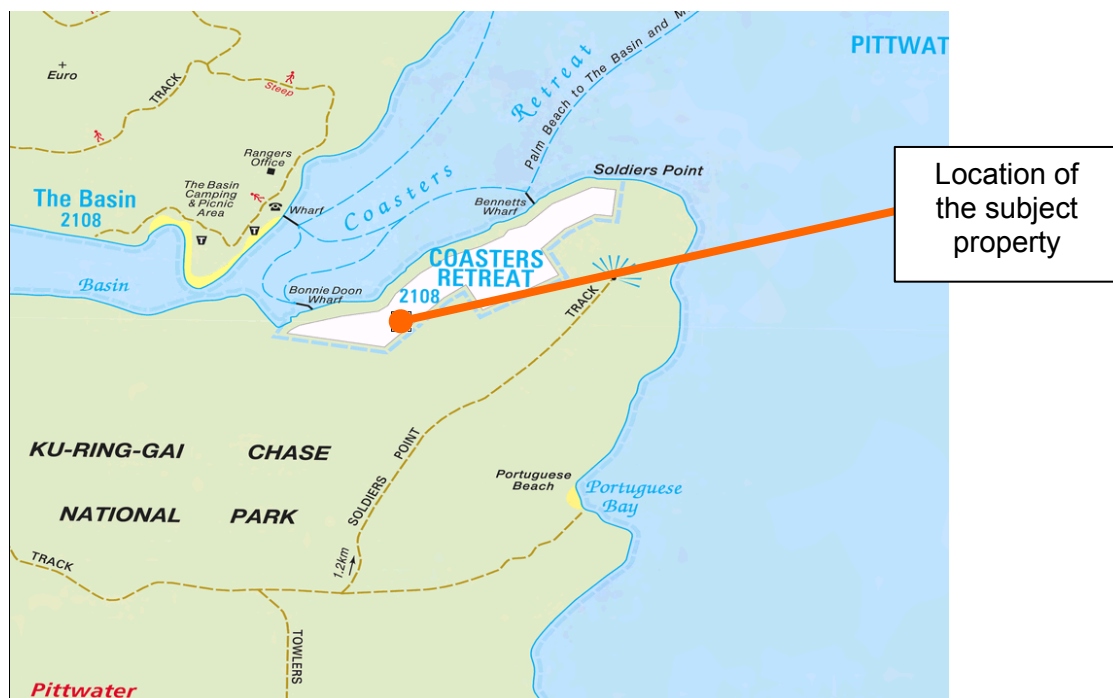 PITTWAT
Euro
TRACK
Steep
Retreat
Palm Beach to The Basin and M
Rangers
Office
Soldiers Point
Location of
the subject
property
The Basin
2108
The Basin
Camping
& Picnic
Area
Wharf
Coasters
Bennetts
Wharf
COASTERS
RETREAT
2108
Basin
Bonnie Doon
Wharf
TRACK
KU-RING-GAI CHASE
NATIONAL PARK
SOLDIERS POINT
Portuguese
Beach
Portuguese
Bay
1.2km
TRACK
TOWLERS
Pittwater